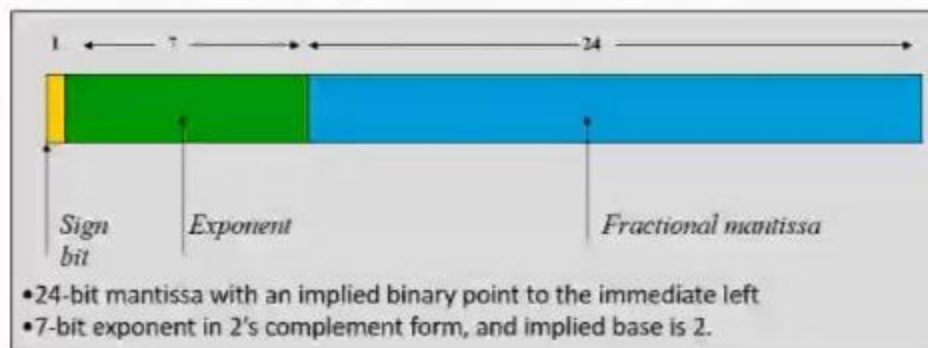 1 7 24
Sign Exponent Fractional mantissa
bit
•24-bit mantissa with an implied binary point to the immediate left
•7-bit exponent in 2's complement form, and implied base is 2.